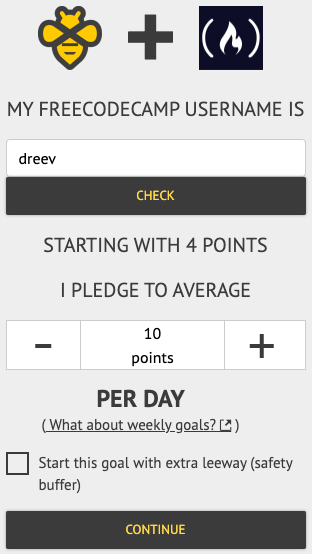 MY FREECODECAMP USERNAME IS
dreev
CHECK
STARTING WITH 4 POINTS
I PLEDGE TO AVERAGE
10
points
PER DAY
( What about weekly goals? )
Start this goal with extra leeway (safety
buffer)
CONTINUE